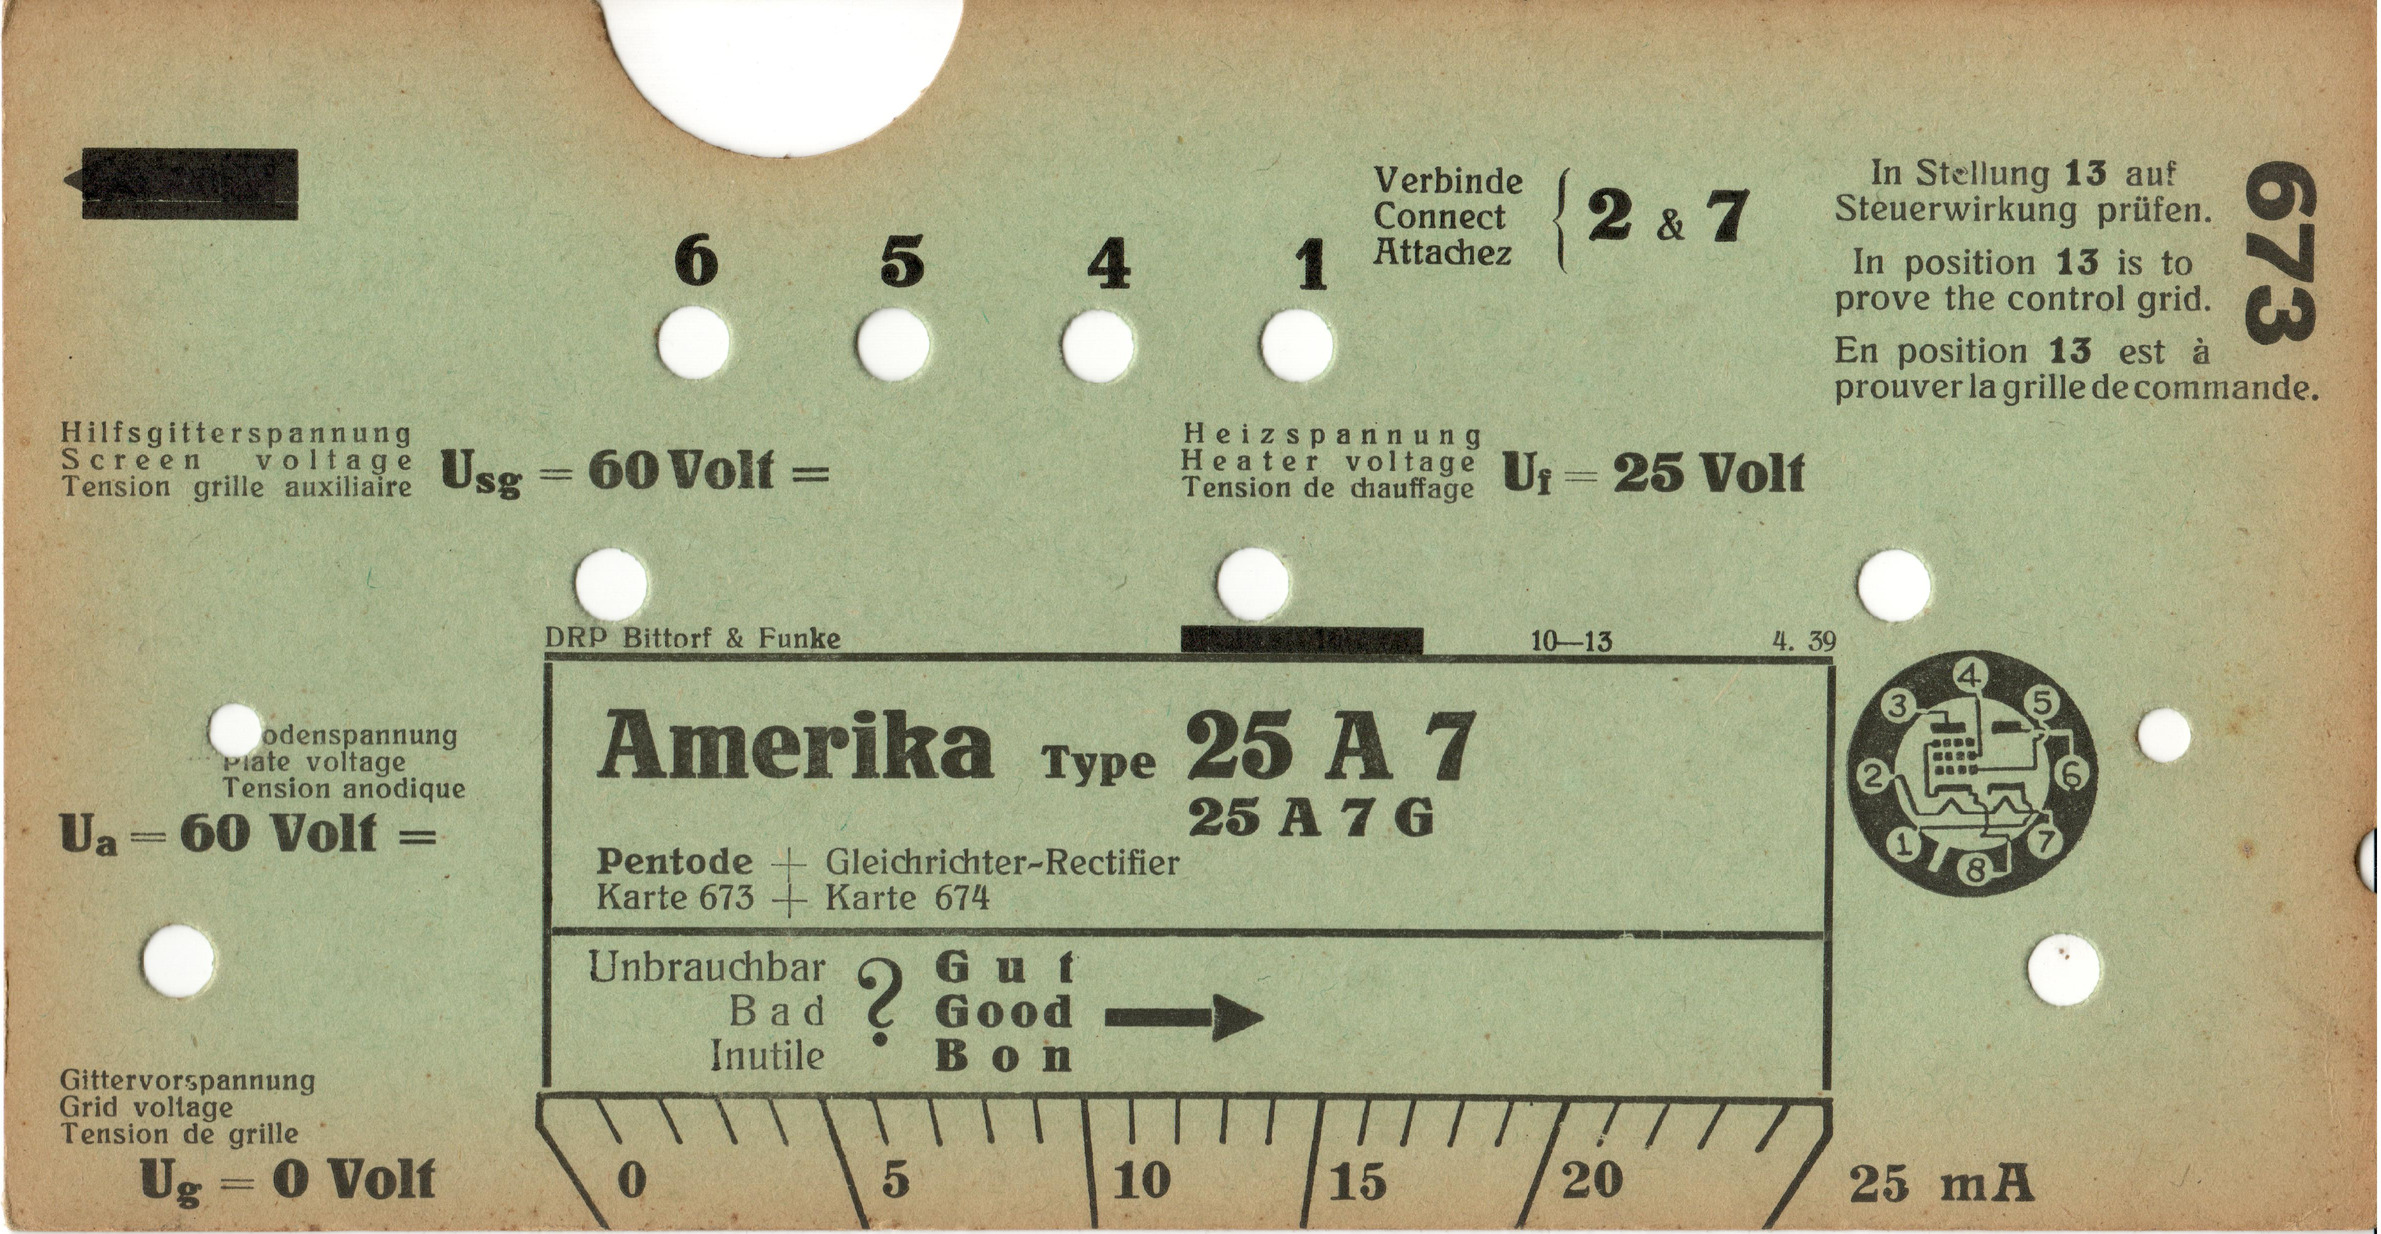 6 5 4 1
Verbinde
Connect
Attachez
2 & 7
In Stellung 13 auf
Steuerwirkung prüfen.
In position 13 is to
prove the control grid.
En position 13 est à
prouver la grille de commande.
673
Hilfsgitterspannung
Screen voltage
Tension grille auxiliaire
Usg = 60 Volt =
Heizspannung
Heater voltage
Tension de chauffage
Uf = 25 Volt
DRP Bittorf & Funke
10—13
4. 39
odenspannung
Plate voltage
Tension anodique
Ua = 60 Volt =
Amerika Type 25 A 7
25 A 7 G
Pentode + Gleichrichter-Rectifier
Karte 673 + Karte 674
4
3
5
2
6
1
7
8
Unbrauchbar ? Gut
Bad Good
Inutile Bon
Gittervorspannung
Grid voltage
Tension de grille
Ug = 0 Volt
0 5 10 15 20 25 mA